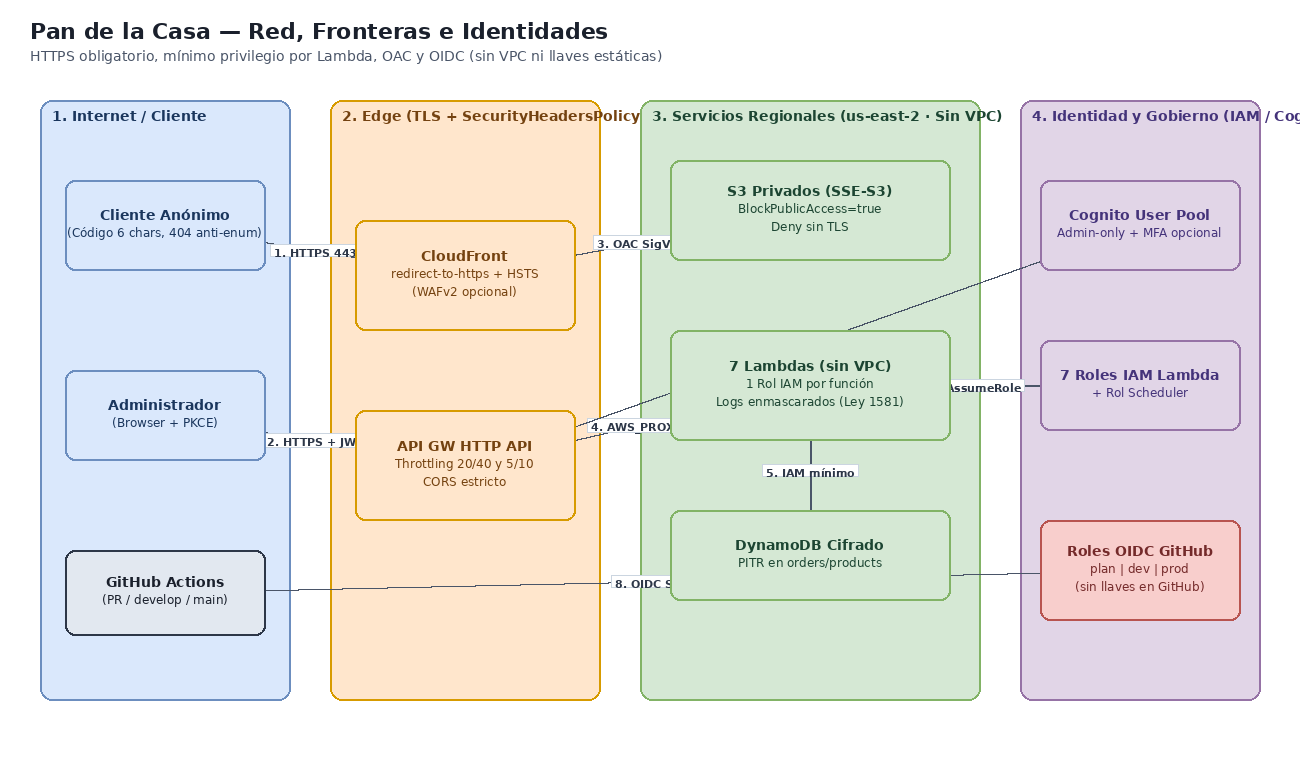 Pan de la Casa — Red, Fronteras e Identidades
HTTPS obligatorio, mínimo privilegio por Lambda, OAC y OIDC (sin VPC ni llaves estáticas)
1. Internet / Cliente
Cliente Anónimo
(Código 6 chars, 404 anti-enum)
Administrador
(Browser + PKCE)
GitHub Actions
(PR / develop / main)
1. HTTPS 443
2. HTTPS + JW
2. Edge (TLS + SecurityHeadersPolicy
CloudFront
redirect-to-https + HSTS
(WAFv2 opcional)
API GW HTTP API
Throttling 20/40 y 5/10
CORS estricto
3. OAC SigV
4. AWS_PROX
8. OIDC S
3. Servicios Regionales (us-east-2 · Sin VPC)
S3 Privados (SSE-S3)
BlockPublicAccess=true
Deny sin TLS
7 Lambdas (sin VPC)
1 Rol IAM por función
Logs enmascarados (Ley 1581)
5. IAM mínimo
DynamoDB Cifrado
PITR en orders/products
AssumeRole
4. Identidad y Gobierno (IAM / Cog
Cognito User Pool
Admin-only + MFA opcional
7 Roles IAM Lambda
+ Rol Scheduler
Roles OIDC GitHub
plan | dev | prod
(sin llaves en GitHub)